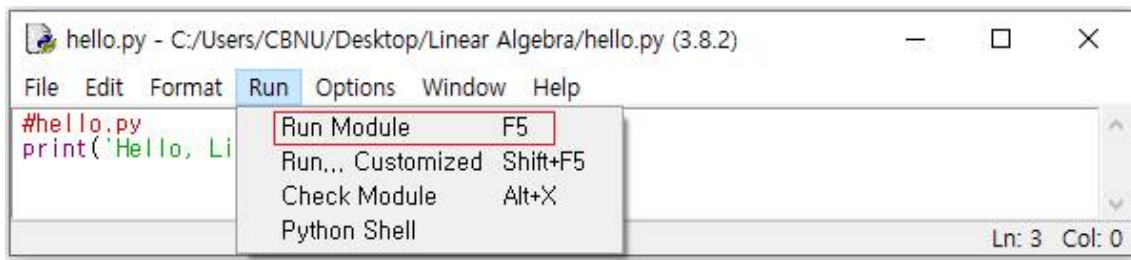 hello.py - C:/Users/CBNU/Desktop/Linear Algebra/hello.py (3.8.2)
File Edit Format Run Options Window Help
#hello.py
print('Hello, Li
Run Module F5
Run... Customized Shift+F5
Check Module Alt+X
Python Shell
Ln: 3 Col: 0